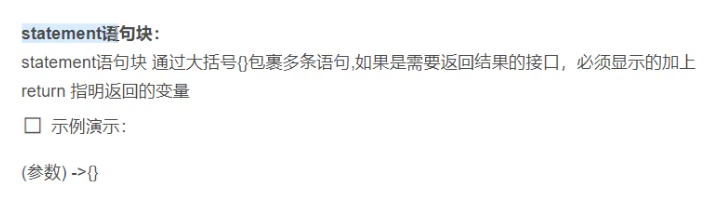 statement语句块：
statement语句块 通过大括号{}包裹多条语句,如果是需要返回结果的接口，必须显示的加上
return 指明返回的变量
☐ 示例演示：
(参数) ->{}